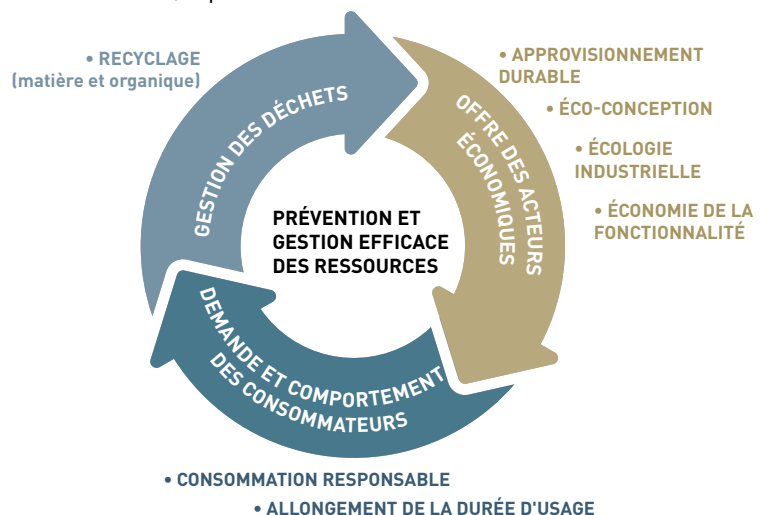 • RECYCLAGE
(matière et organique)
• APPROVISIONNEMENT
DURABLE
• ÉCO-CONCEPTION
• ÉCOLOGIE
INDUSTRIELLE
• ÉCONOMIE DE LA
FONCTIONNALITÉ
GESTION DES DÉCHETS
OFFRE DES ACTEURS
ÉCONOMIQUES
PRÉVENTION ET
GESTION EFFICACE
DES RESSOURCES
DEMANDE ET COMPORTEMENT
DES CONSOMMATEURS
• CONSOMMATION RESPONSABLE
• ALLONGEMENT DE LA DURÉE D'USAGE